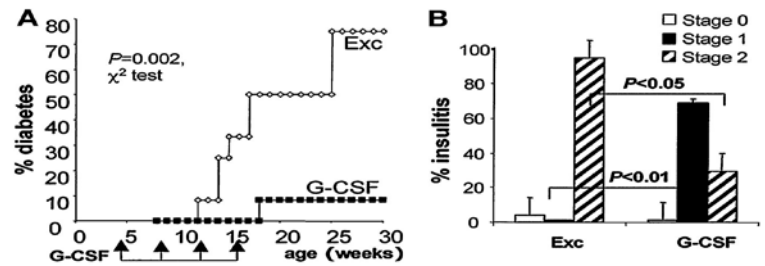 A
% diabetes
80
70
60
50
40
30
20
10
0
P=0.002,
χ² test
Exc
G-CSF
0 5 10 15 20 25 30
G-CSF
age (weeks)
B
Stage 0
Stage 1
Stage 2
% insulitis
100
80
60
40
20
0
P<0.05
P<0.01
Exc
G-CSF